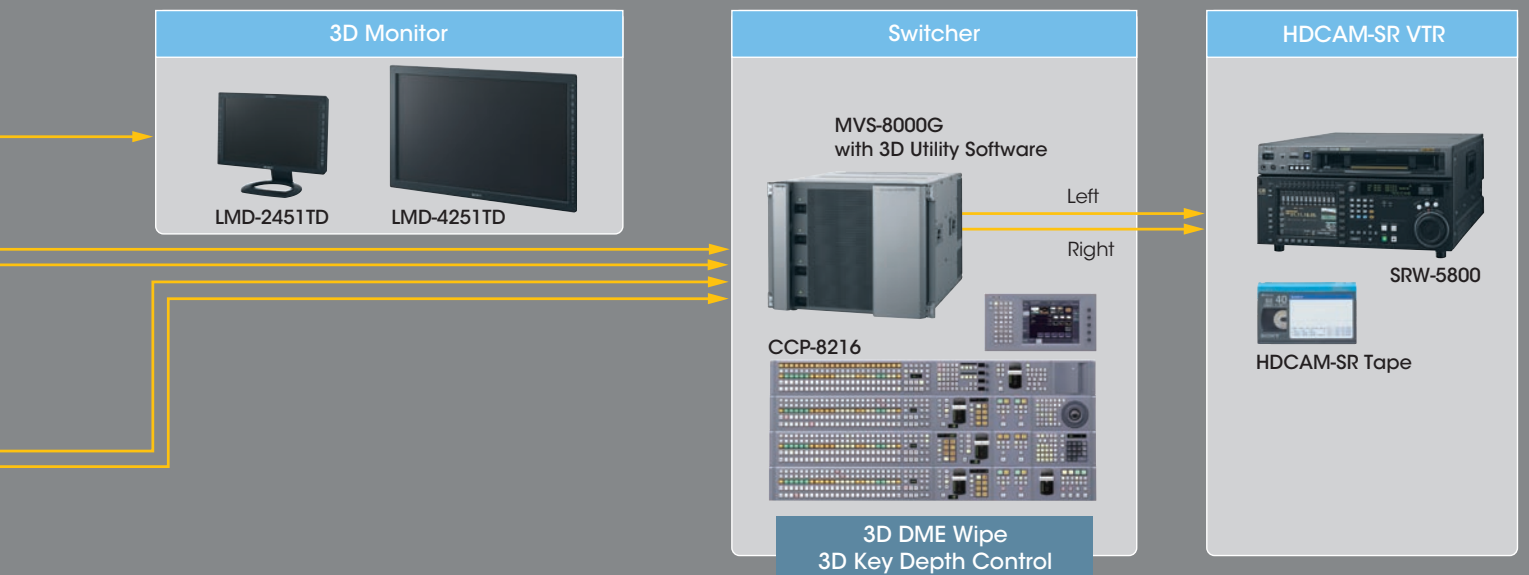 3D Monitor
LMD-2451TD
LMD-4251TD
Switcher
MVS-8000G
with 3D Utility Software
Left
Right
CCP-8216
3D DME Wipe
3D Key Depth Control
HDCAM-SR VTR
SRW-5800
40
HDCAM-SR Tape